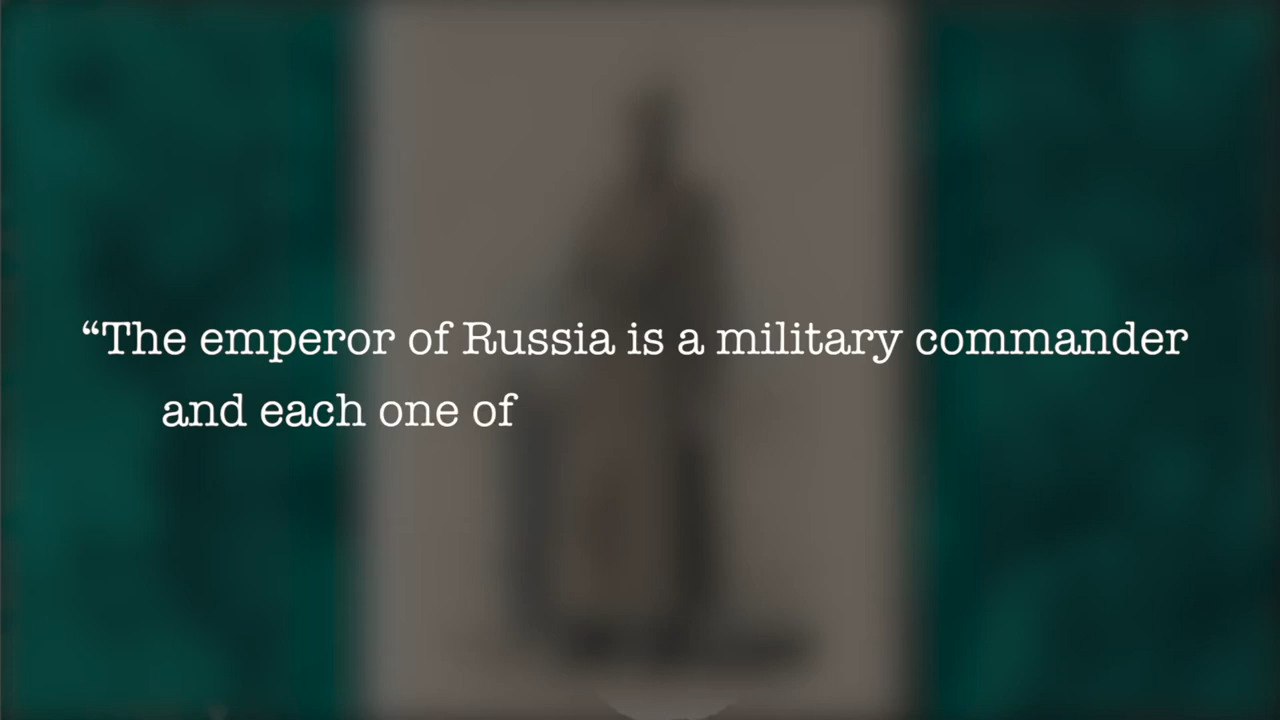 “The emperor of Russia is a military commander
and each one of